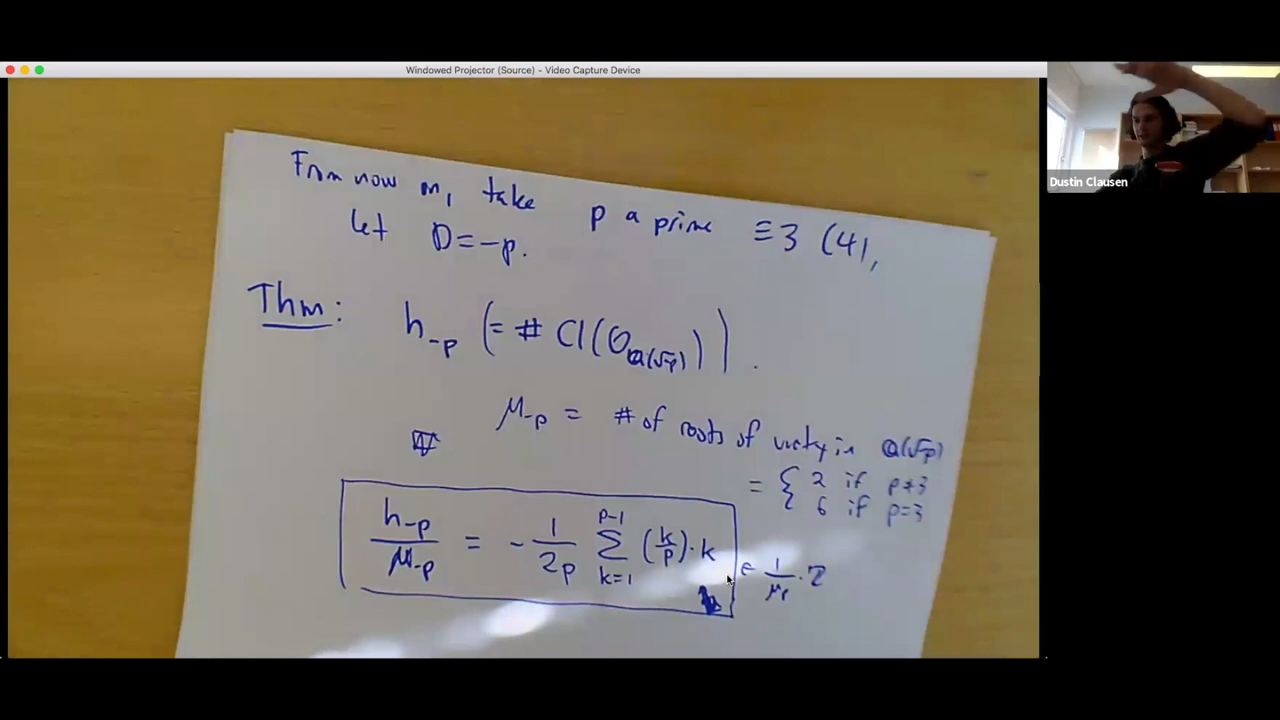 Windowed Projector (Source) - Video Capture Device
Dustin Clausen
From now on, take p a prime ≡ 3 (4),
let D = -p.
Thm: h_{-p} (= # Cl(O_{Q(√-p)})).
μ_{-p} = # of roots of unity in Q(√-p)
= { 2 if p≠3
6 if p=3
h_{-p}/μ_{-p} = - 1/2p ∑_{k=1}^{p-1} (k/p)·k ∈ 1/μ_p · Z